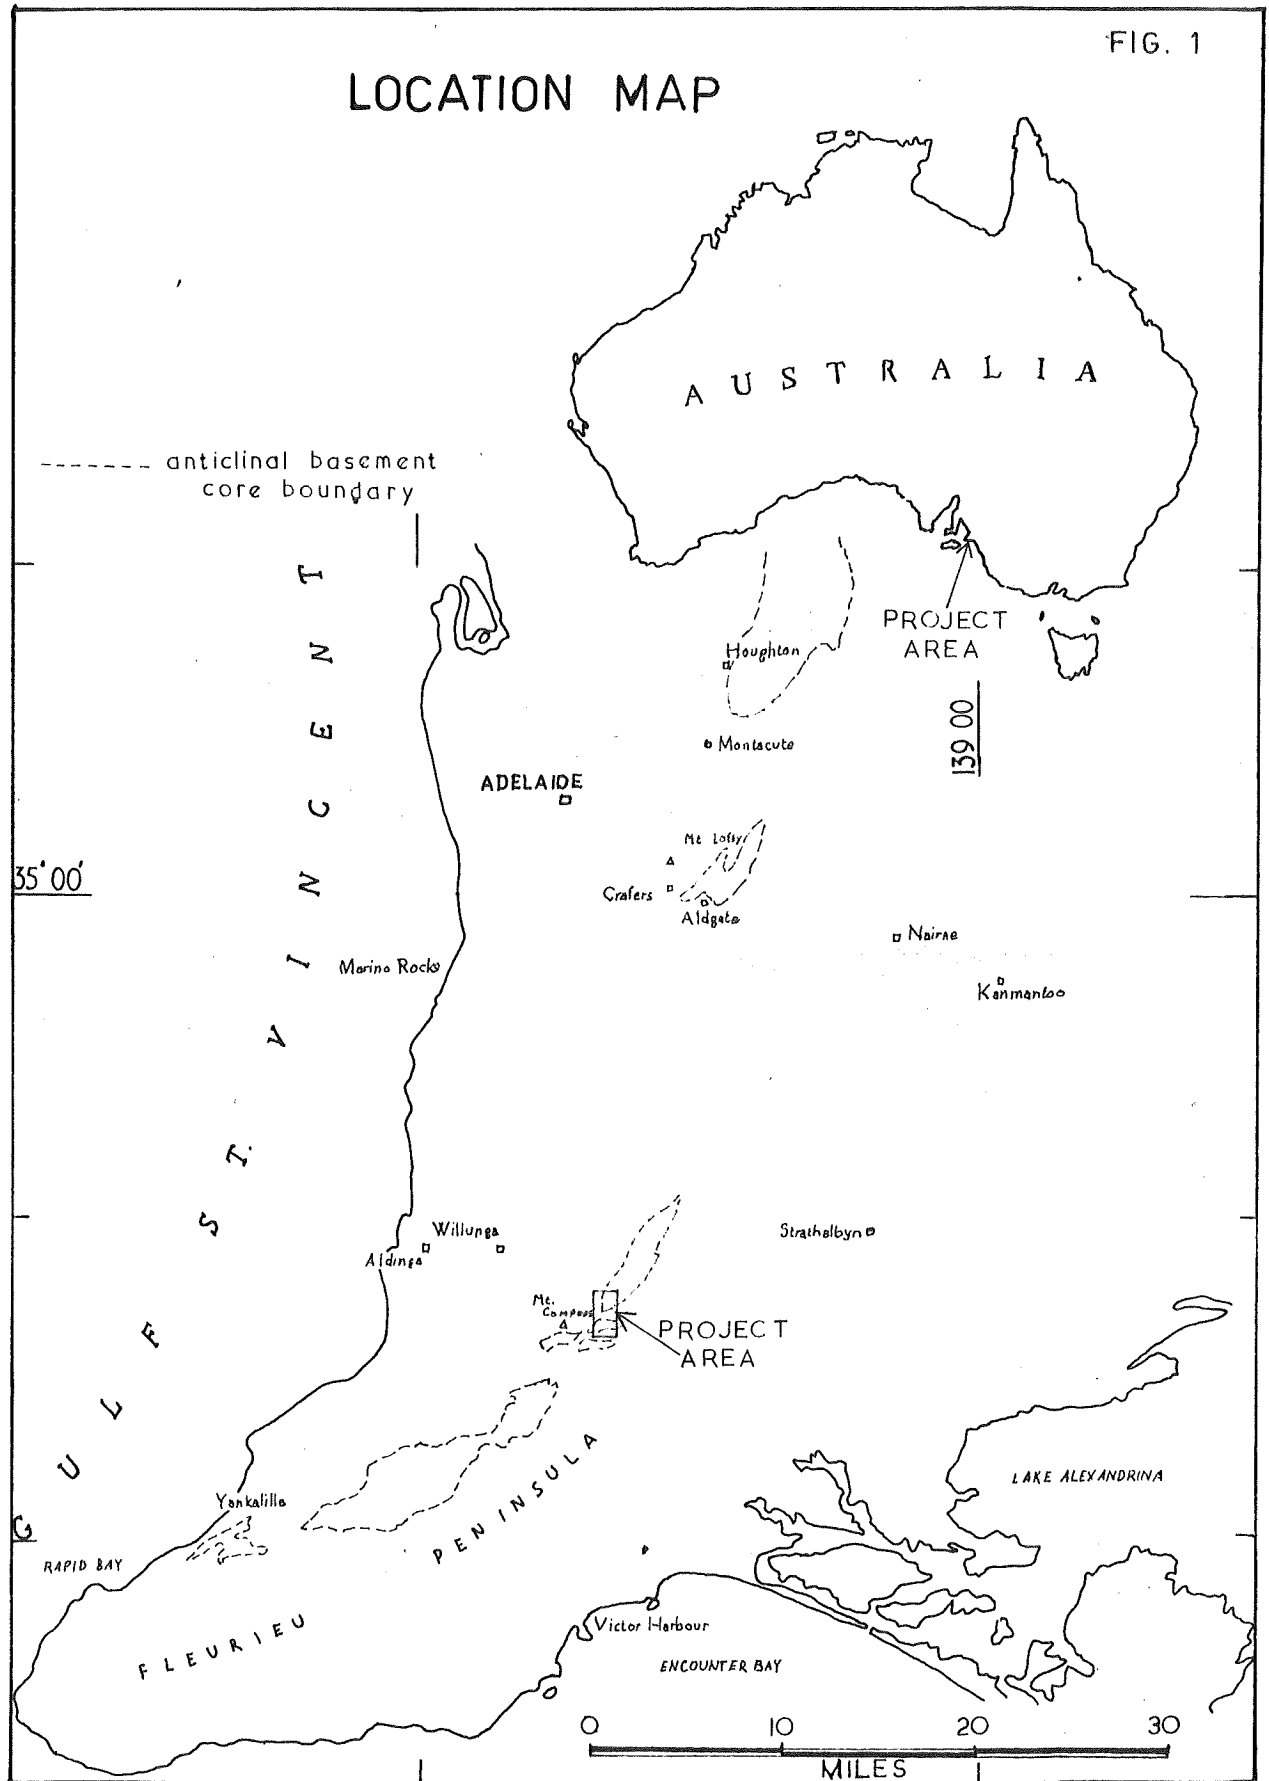 FIG. 1
LOCATION MAP
AUSTRALIA
anticlinal basement
core boundary
PROJECT
AREA
Houghton
139 00
Montacute
ADELAIDE
Mt Lofty
35°00'
Crafers
Aldgate
Nairne
Marino Rocks
Kanmantoo
GULF ST. VINCENT
Willunga
Aldinga
Strathalbyn
Mt.
Compass
PROJECT
AREA
LAKE ALEXANDRINA
Yankalilla
RAPID BAY
FLEURIEU PENINSULA
Victor Harbour
ENCOUNTER BAY
0 10 20 30
MILES